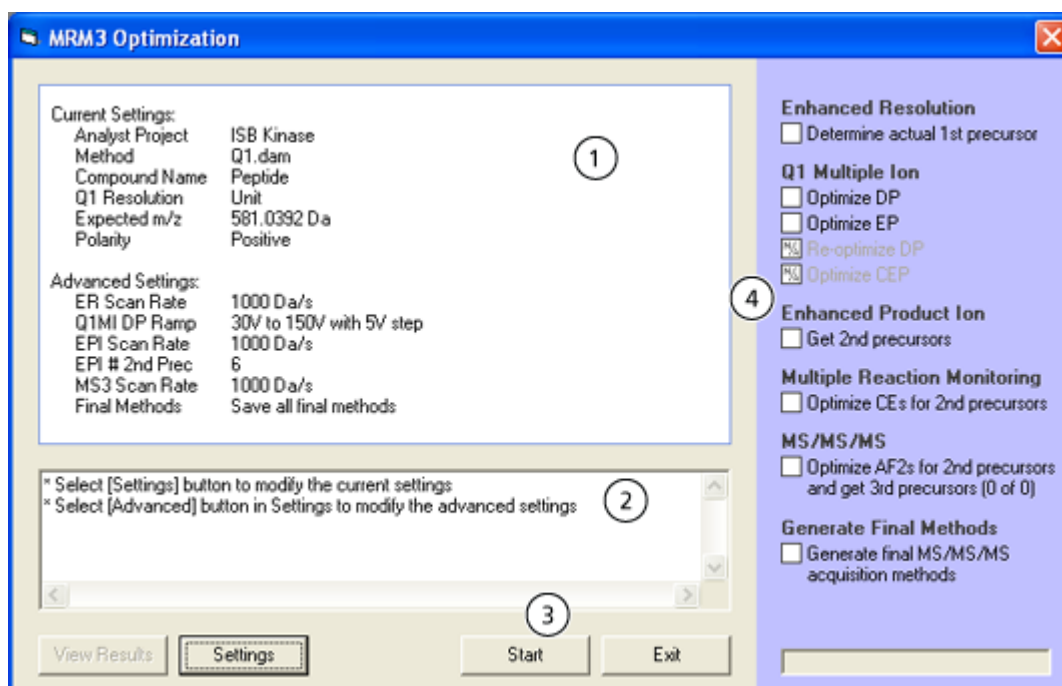 MRM3 Optimization
Current Settings:
Analyst Project ISB Kinase
Method Q1.dam
Compound Name Peptide
Q1 Resolution Unit
Expected m/z 581.0392 Da
Polarity Positive
Advanced Settings:
ER Scan Rate 1000 Da/s
Q1MI DP Ramp 30V to 150V with 5V step
EPI Scan Rate 1000 Da/s
EPI # 2nd Prec 6
MS3 Scan Rate 1000 Da/s
Final Methods Save all final methods
1
* Select [Settings] button to modify the current settings
* Select [Advanced] button in Settings to modify the advanced settings
2
3
View Results Settings Start Exit
4
Enhanced Resolution
Determine actual 1st precursor
Q1 Multiple Ion
Optimize DP
Optimize EP
N/A Re-optimize DP
N/A Optimize CEP
Enhanced Product Ion
Get 2nd precursors
Multiple Reaction Monitoring
Optimize CEs for 2nd precursors
MS/MS/MS
Optimize AF2s for 2nd precursors
and get 3rd precursors (0 of 0)
Generate Final Methods
Generate final MS/MS/MS
acquisition methods